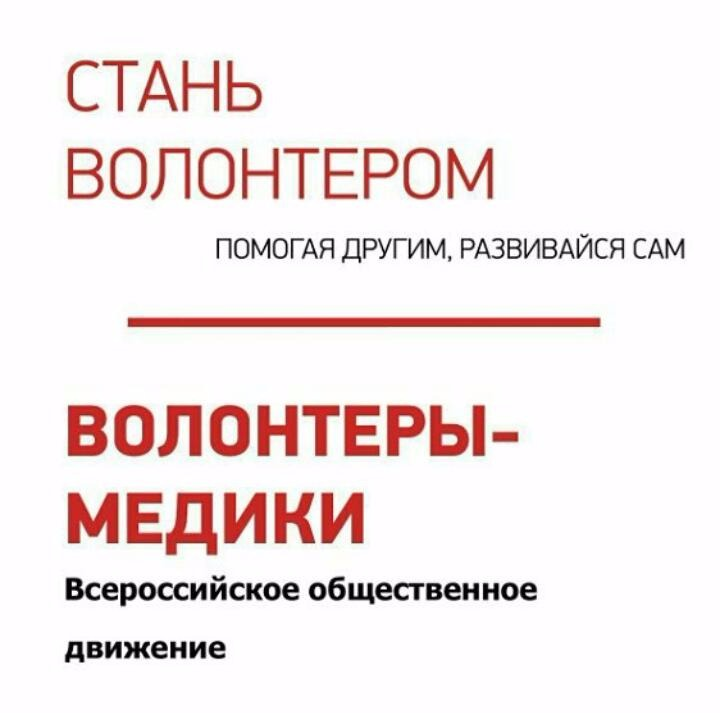 СТАНЬ
ВОЛОНТЕРОМ
ПОМОГАЯ ДРУГИМ, РАЗВИВАЙСЯ САМ
ВОЛОНТЕРЫ-
МЕДИКИ
Всероссийское общественное
движение